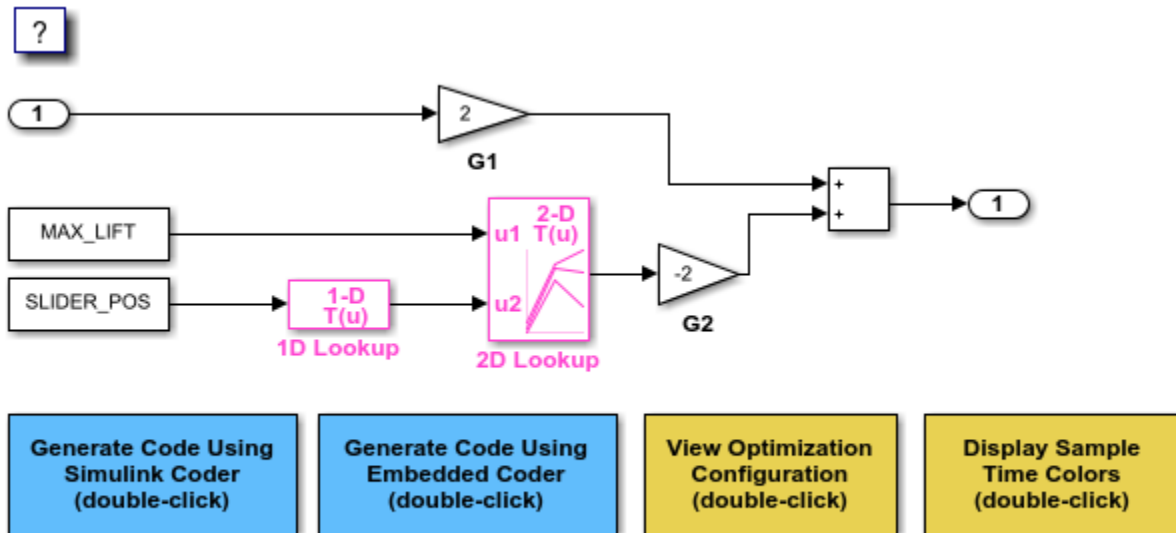 ?
1
2
G1
+
+
1
MAX_LIFT
u1
2-D
T(u)
-2
G2
SLIDER_POS
1-D
T(u)
1D Lookup
u2
2D Lookup
Generate Code Using
Simulink Coder
(double-click)
Generate Code Using
Embedded Coder
(double-click)
View Optimization
Configuration
(double-click)
Display Sample
Time Colors
(double-click)